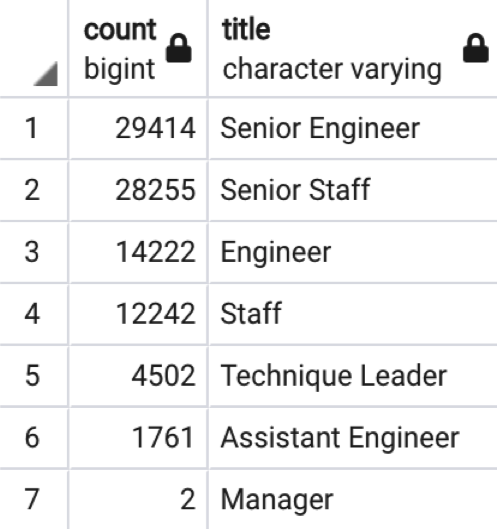 count title
bigint character varying
1 29414 Senior Engineer
2 28255 Senior Staff
3 14222 Engineer
4 12242 Staff
5 4502 Technique Leader
6 1761 Assistant Engineer
7 2 Manager